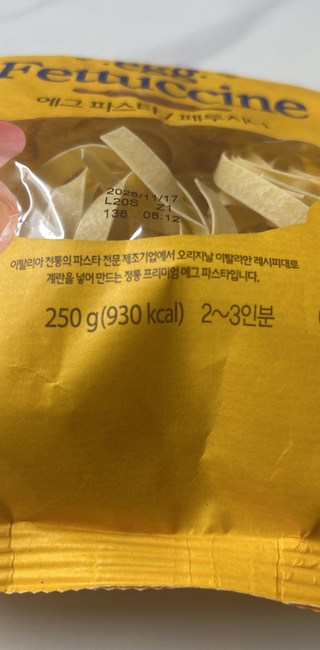 egg
Fettuccine
에그 파스타 / 페투치네
2026/11/17
L20S Z1
138 08:12
이탈리아 전통의 파스타 전문 제조기업에서 오리지날 이탈리안 레시피대로
계란을 넣어 만드는 정통 프리미엄 에그 파스타입니다.
250 g(930 kcal) 2~3인분